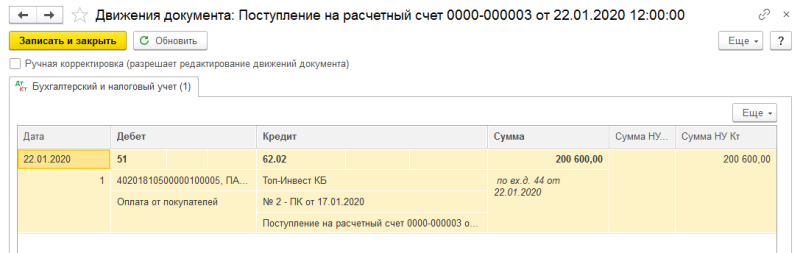 Движения документа: Поступление на расчетный счет 0000-000003 от 22.01.2020 12:00:00
Записать и закрыть Обновить Еще ?
Ручная корректировка (разрешает редактирование движений документа)
Дт Кт Бухгалтерский и налоговый учет (1)
Еще
Дата Дебет Кредит Сумма Сумма НУ... Сумма НУ Кт
22.01.2020 51 62.02 200 600,00 200 600,00
1 40201810500000100005, ПА... Топ-Инвест КБ по вх.д. 44 от
22.01.2020
Оплата от покупателей № 2 - ПК от 17.01.2020
Поступление на расчетный счет 0000-000003 о...